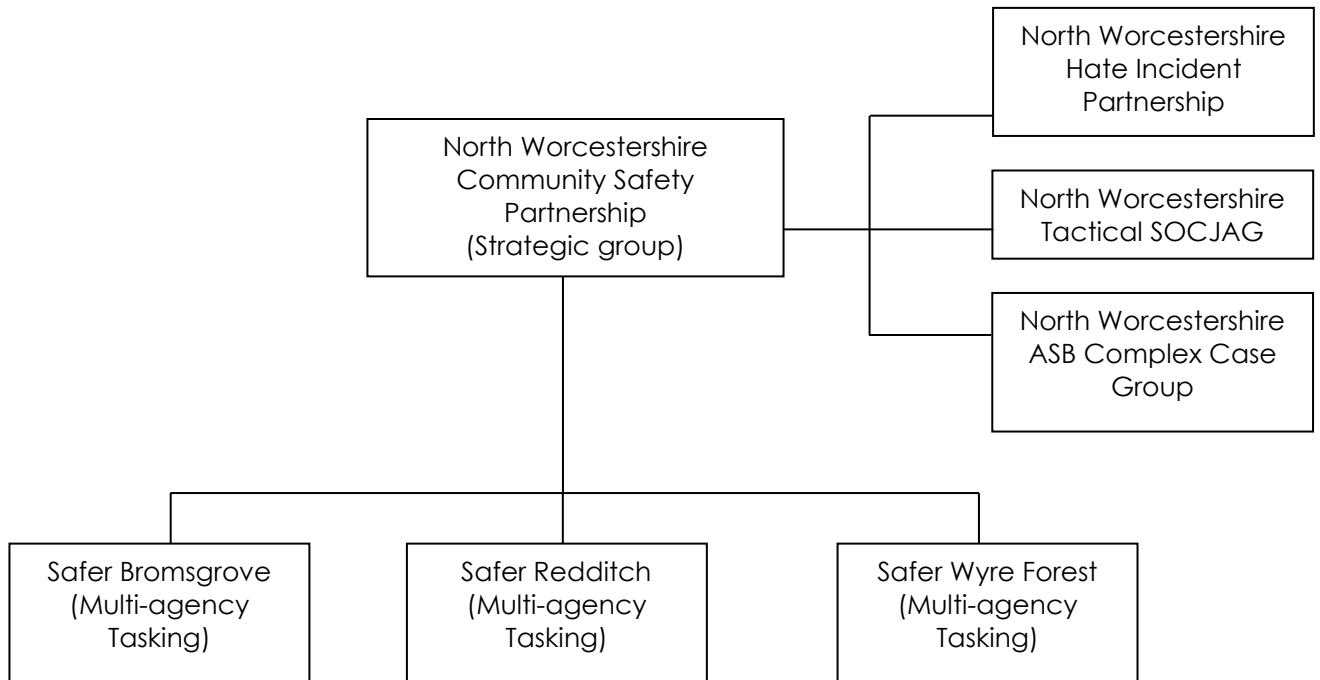 North Worcestershire
Hate Incident
Partnership
North Worcestershire
Community Safety
Partnership
(Strategic group)
North Worcestershire
Tactical SOCJAG
North Worcestershire
ASB Complex Case
Group
Safer Bromsgrove
(Multi-agency
Tasking)
Safer Redditch
(Multi-agency
Tasking)
Safer Wyre Forest
(Multi-agency
Tasking)